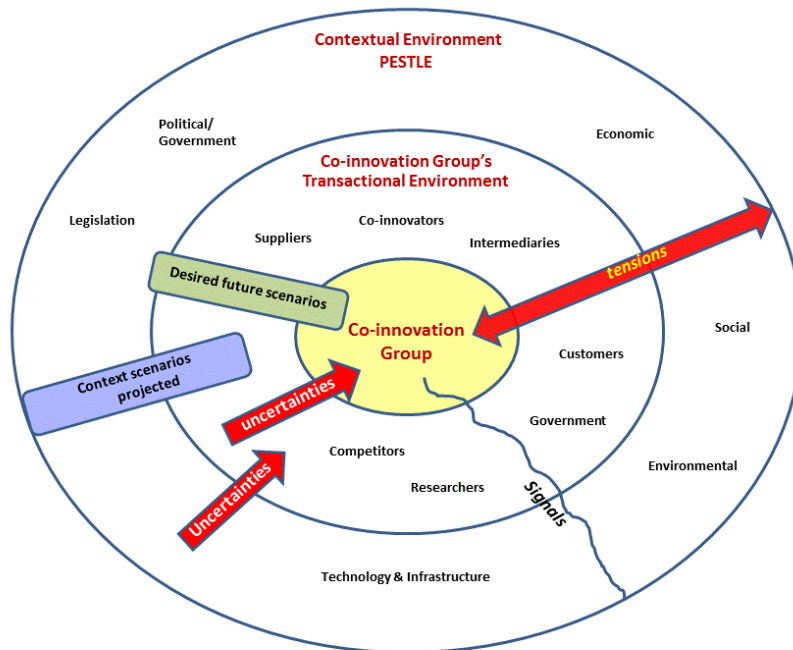 Contextual Environment
PESTLE
Political/
Government
Economic
Co-innovation Group's
Transactional Environment
Legislation
Co-innovators
Suppliers
Intermediaries
tensions
Desired future scenarios
Co-innovation
Group
Social
Customers
Context scenarios
projected
uncertainties
Government
Competitors
Environmental
Uncertainties
Researchers
Signals
Technology & Infrastructure